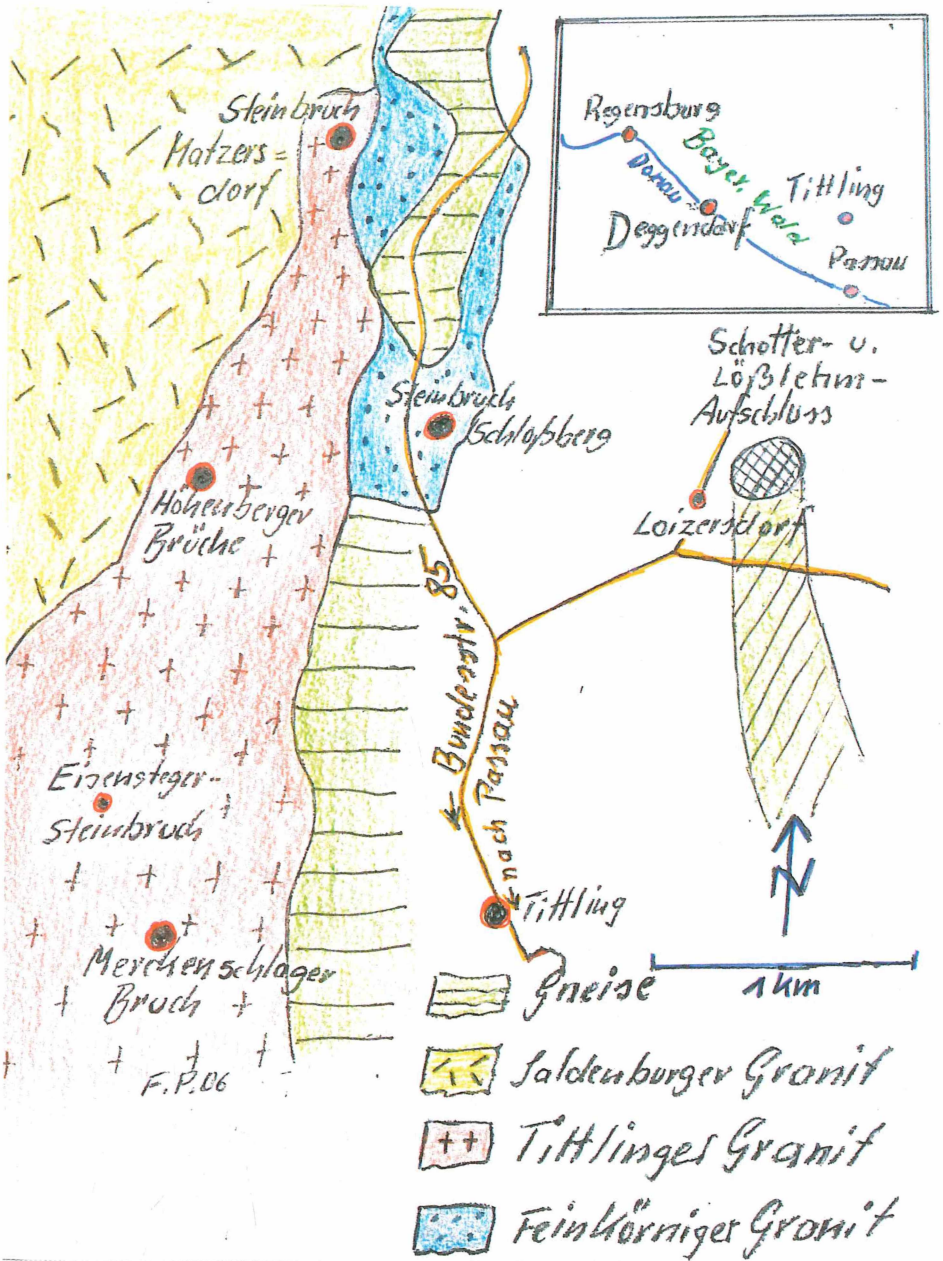 Steinbruch
Matzers=
dorf
Regensburg
Donau
Bayer. Wald
Deggendorf
Tittling
Passau
Schotter- u.
Lößlehm-
Aufschluss
Steinbruch
Schloßberg
Höhenberger
Brüche
Loizersdorf
Bundesstr. 85
nach Passau
Eisensteger-
Steinbruch
Tittling
N
Merckenschlager
Bruch
1 km
F.P.06
Gneise
Saldenburger Granit
Tittlinger Granit
Feinkörniger Granit